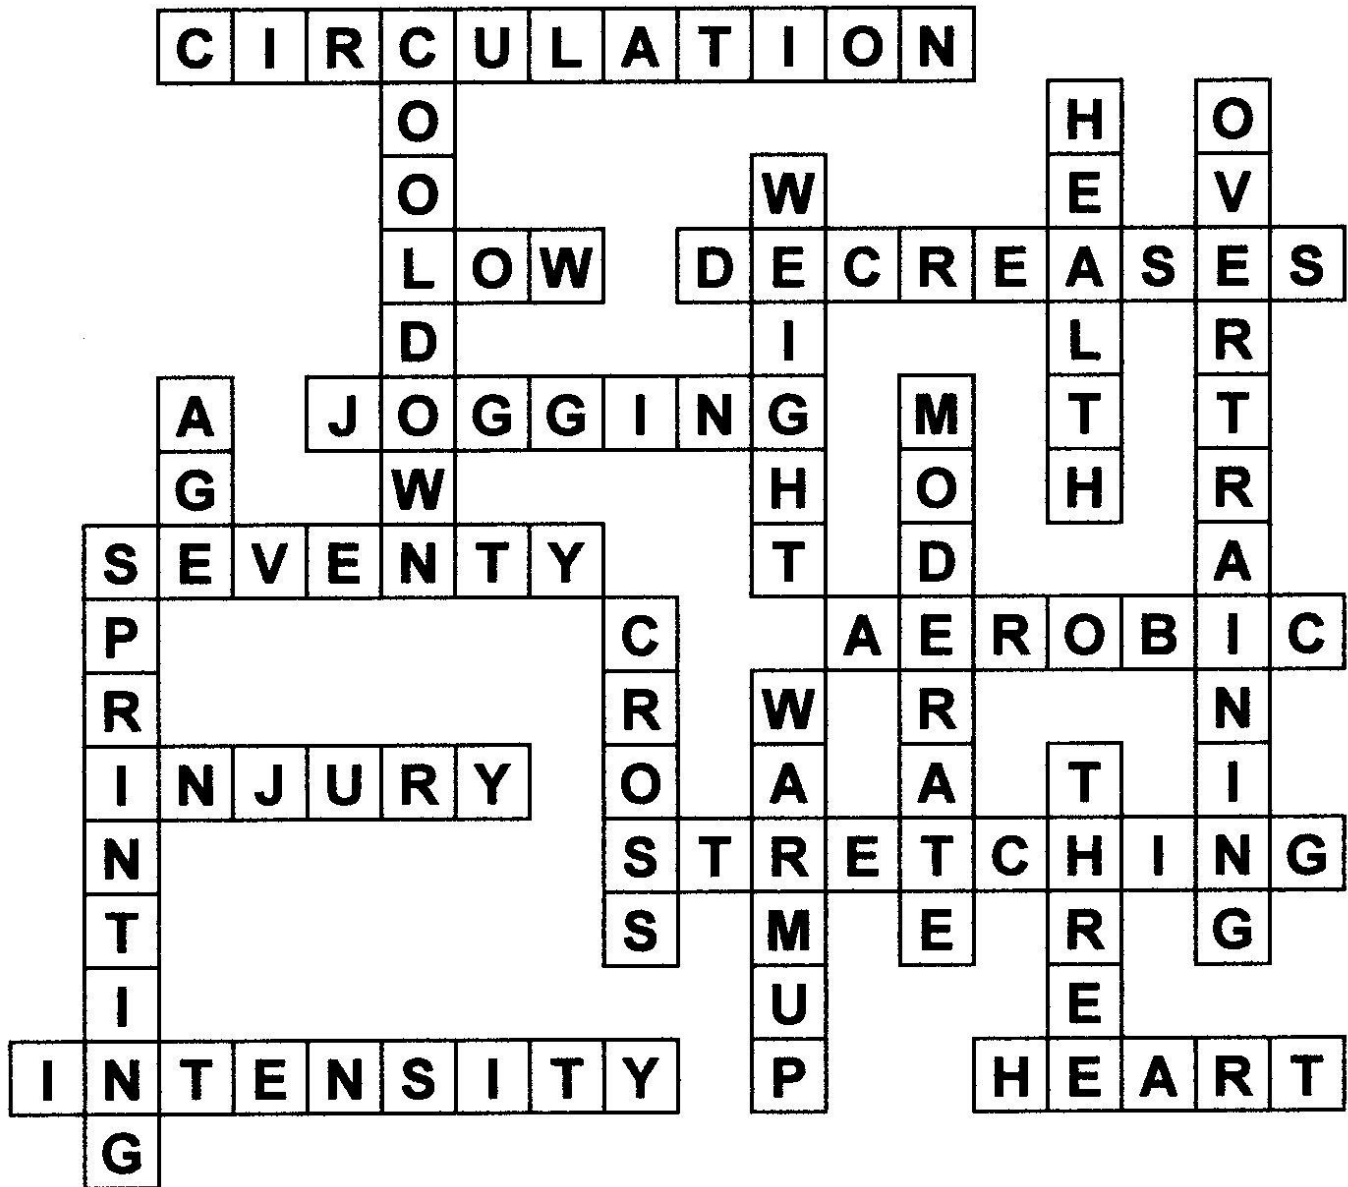 CIRCULATION
O H O
O W E V
LOW DECREASES
D I L R
A JOGGING M T T
G W H O H R
SEVENTY T D A
P C AEROBIC
R R W R N
INJURY O A A T I
N STRETCHING
T S M E R G
I U E
INTENSITY P HEART
G